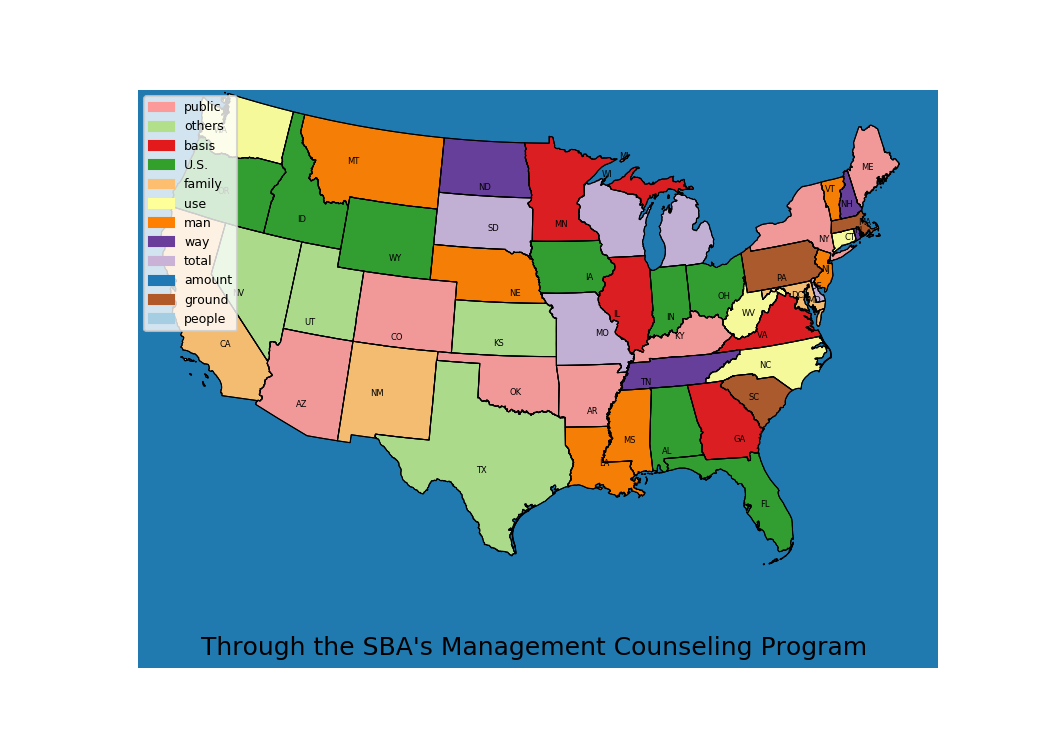 public
others
basis
U.S.
family
use
man
way
total
amount
ground
people
MT
ND
MN
WI
MI
ME
VT
NH
MA
NY
CT
ID
SD
WY
IA
NE
PA
NJ
OH
IN
IL
WV
VA
KY
NV
UT
CO
KS
MO
CA
NC
TN
AZ
NM
OK
AR
SC
MS
AL
GA
TX
LA
FL
Through the SBA's Management Counseling Program